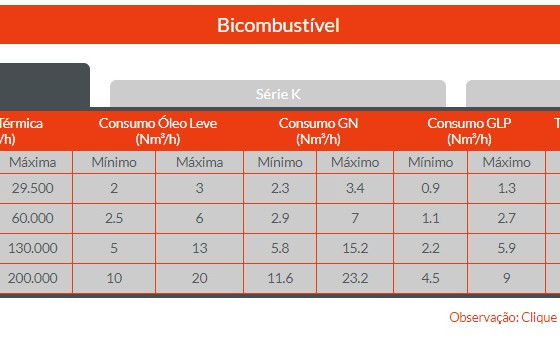 Bicombustível
Série K
Térmica Consumo Óleo Leve Consumo GN Consumo GLP T
/h) (Nm³/h) (Nm³/h) (Nm³/h)
Máxima Mínimo Máxima Mínimo Máximo Mínimo Máximo
29.500 2 3 2.3 3.4 0.9 1.3
60.000 2.5 6 2.9 7 1.1 2.7
130.000 5 13 5.8 15.2 2.2 5.9
200.000 10 20 11.6 23.2 4.5 9
Observação: Clique